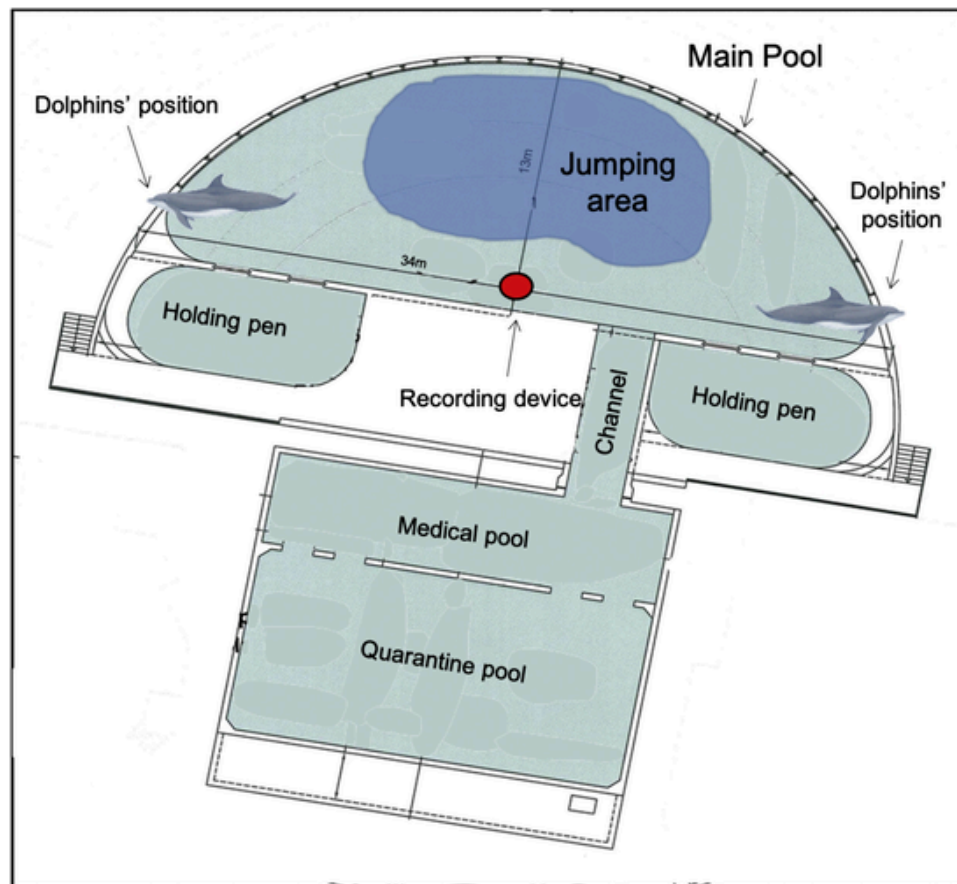 Main Pool
Dolphins' position
Jumping
area
13m
Dolphins'
position
34m
Holding pen
Recording device
Channel
Holding pen
Medical pool
Quarantine pool